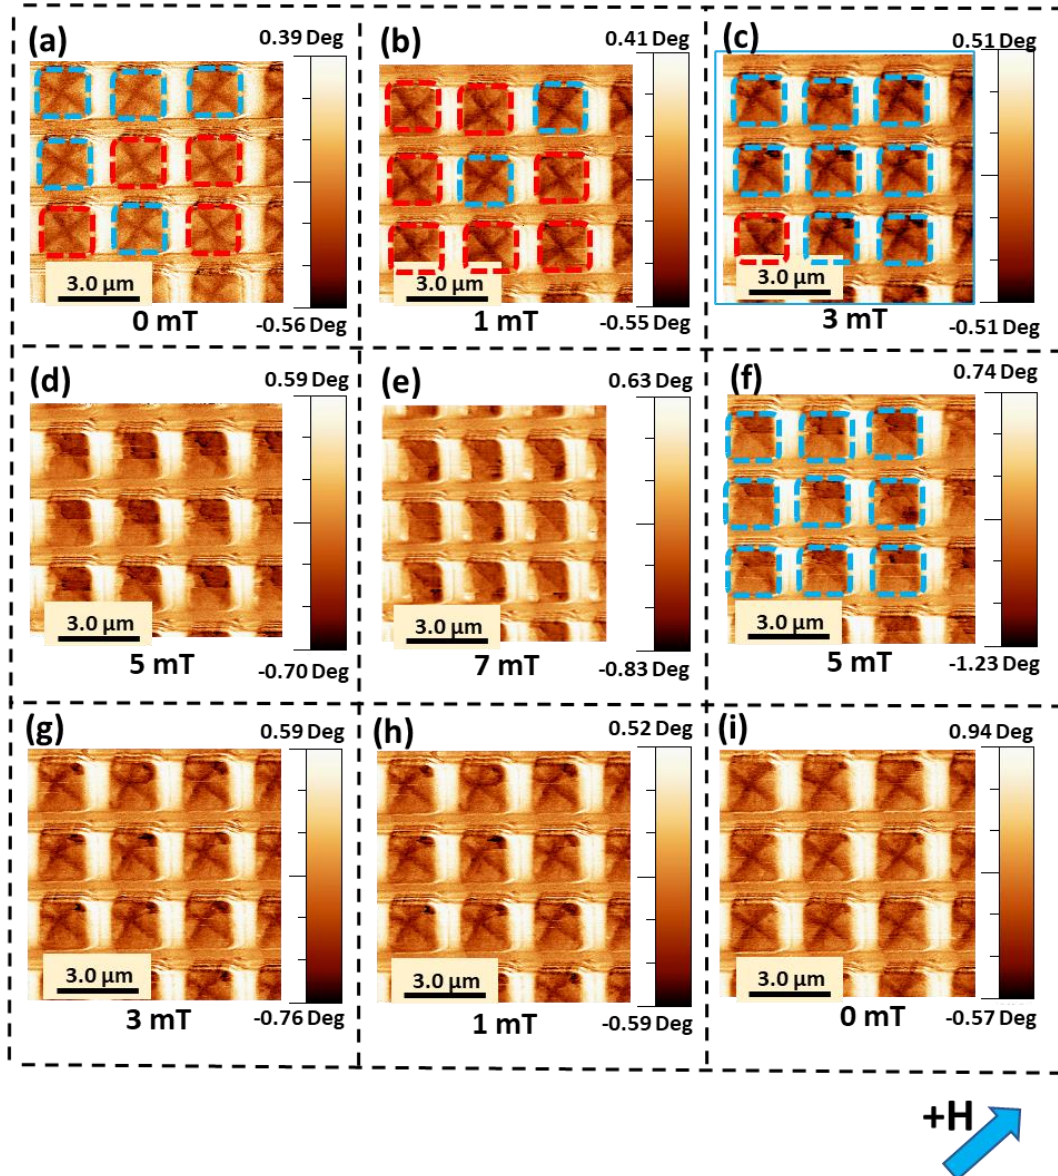 (a)
0.39 Deg
3.0 µm
0 mT
-0.56 Deg
(b)
0.41 Deg
3.0 µm
1 mT
-0.55 Deg
(c)
0.51 Deg
3.0 µm
3 mT
-0.51 Deg
(d)
0.59 Deg
3.0 µm
5 mT
-0.70 Deg
(e)
0.63 Deg
3.0 µm
7 mT
-0.83 Deg
(f)
0.74 Deg
3.0 µm
5 mT
-1.23 Deg
(g)
0.59 Deg
3.0 µm
3 mT
-0.76 Deg
(h)
0.52 Deg
3.0 µm
1 mT
-0.59 Deg
(i)
0.94 Deg
3.0 µm
0 mT
-0.57 Deg
+H